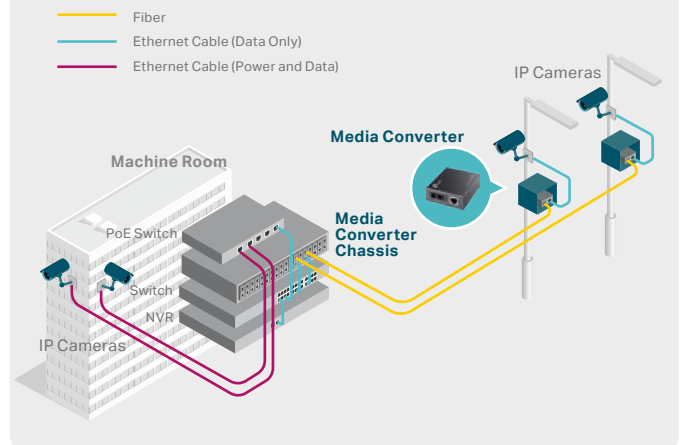 Fiber
Ethernet Cable (Data Only)
Ethernet Cable (Power and Data)
IP Cameras
Media Converter
Machine Room
PoE Switch
Media
Converter
Chassis
Switch
NVR
IP Cameras